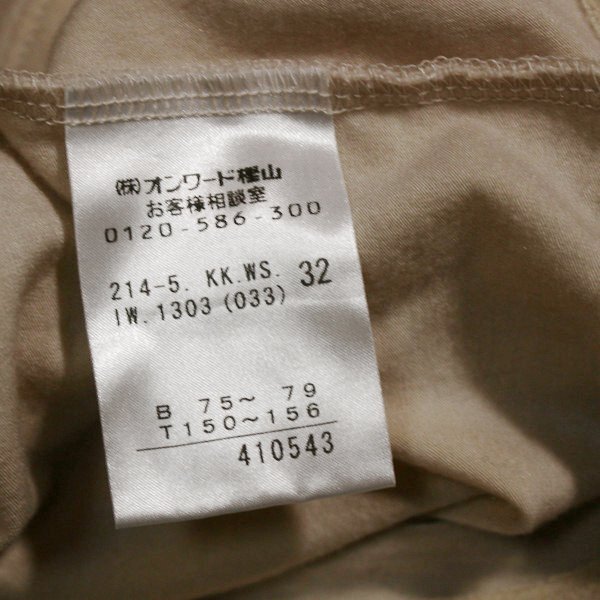 ㈱オンワード樫山
お客様相談室
0120-586-300
214-5. KK.WS. 32
IW.1303 (033)
B 75～ 79
T150～156
410543